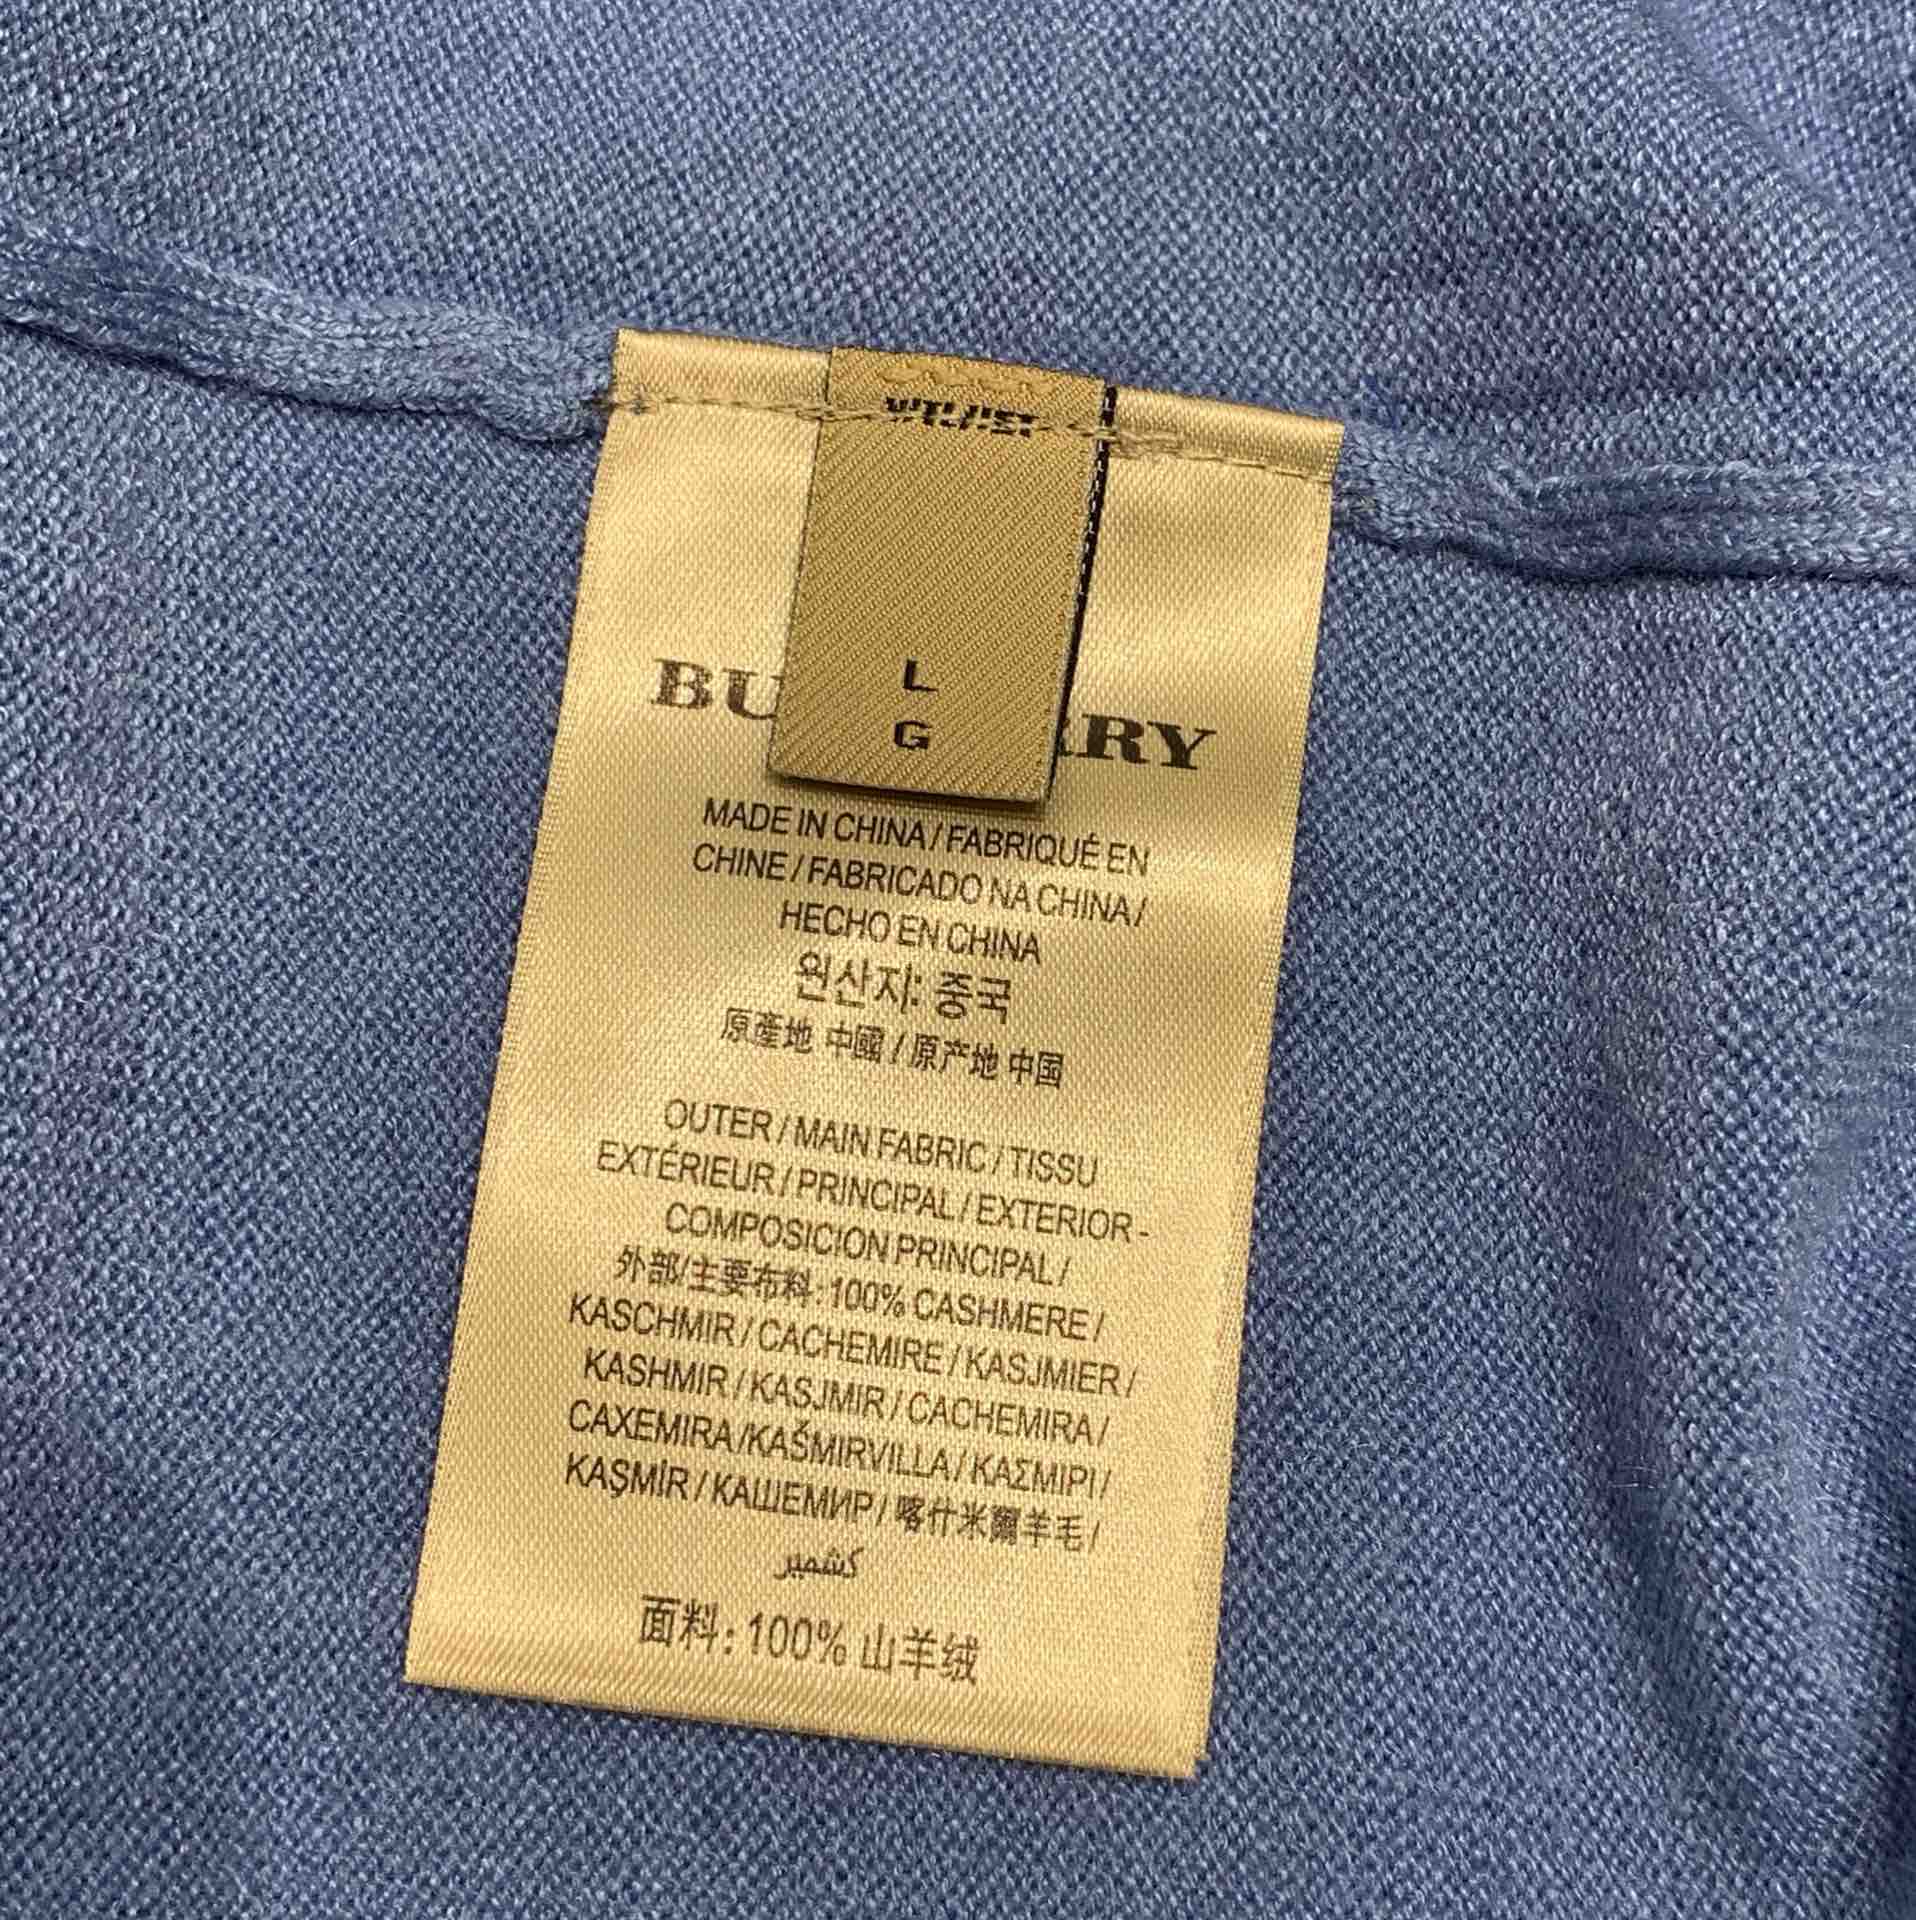 L
G
MADE IN CHINA / FABRIQUÉ EN
CHINE / FABRICADO NA CHINA /
HECHO EN CHINA
원산지: 중국
原產地 中國 / 原产地 中国
OUTER / MAIN FABRIC / TISSU
EXTÉRIEUR / PRINCIPAL / EXTERIOR -
COMPOSICION PRINCIPAL /
外部/主要布料: 100% CASHMERE /
KASCHMIR / CACHEMIRE / KASJMIER /
KASHMIR / KASJMIR / CACHEMIRA /
CAXEMIRA /KAŠMIRVILLA / ΚΑΣΜΙΡΙ /
KAŞMİR / КАШЕМИР / 喀什米爾羊毛 /
كشمير
面料: 100% 山羊绒